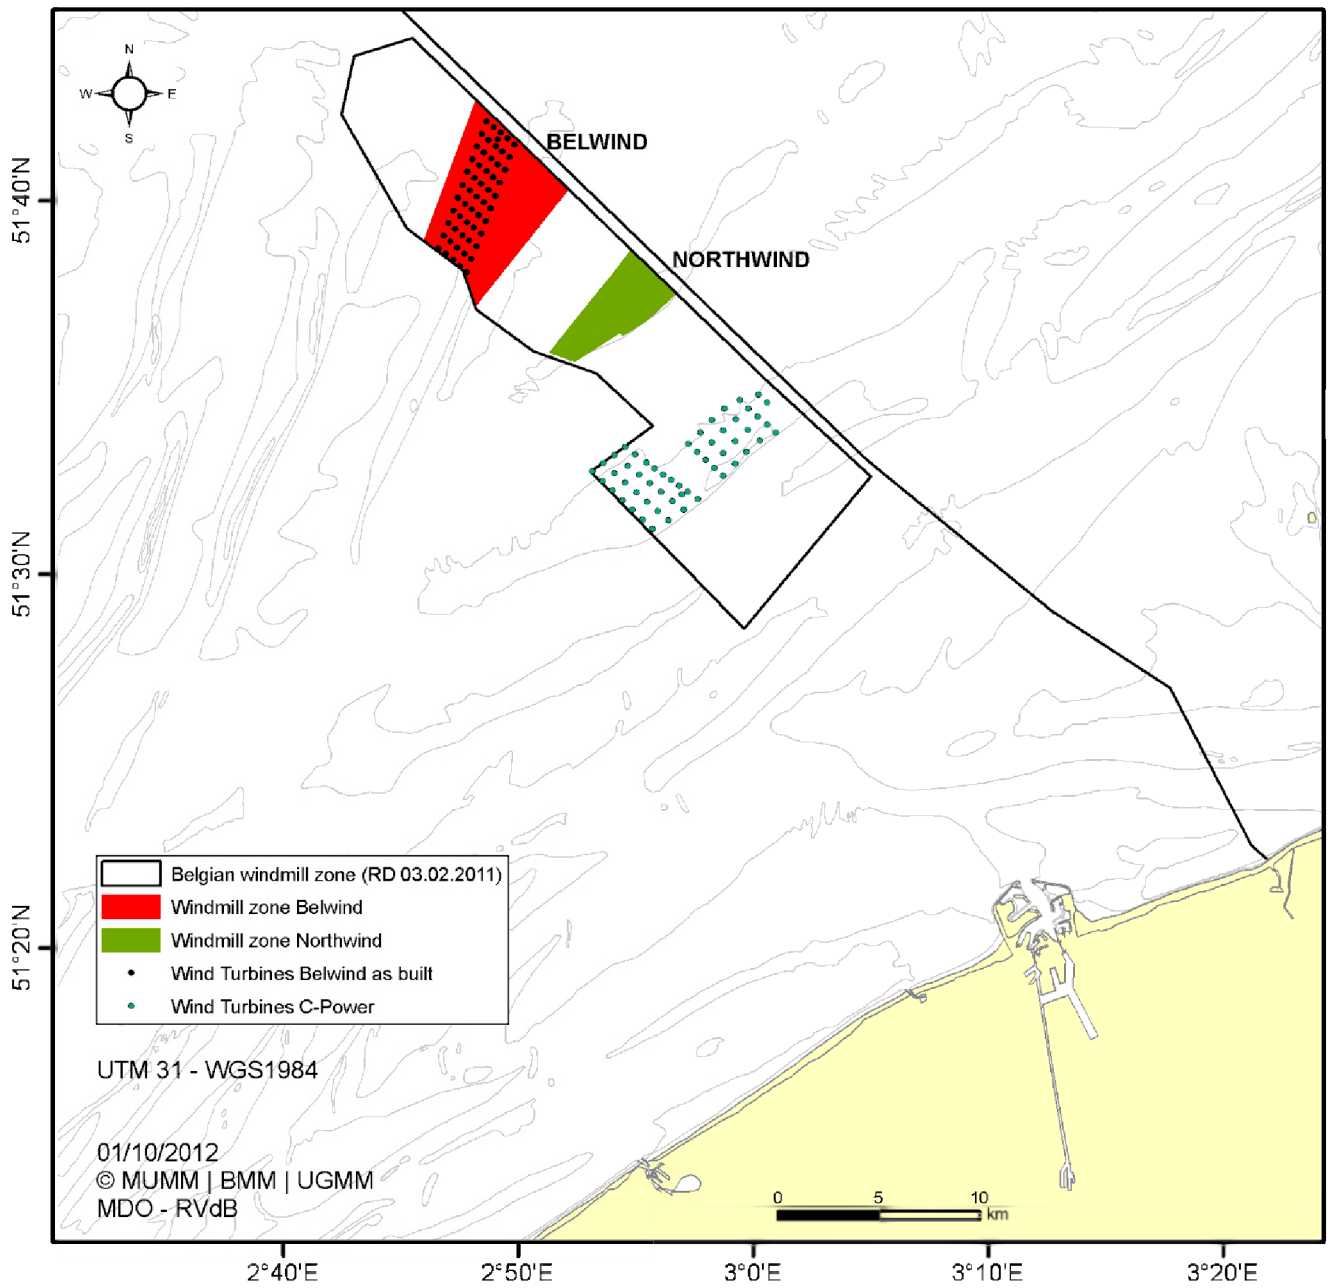 N
W E
S
BELWIND
NORTHWIND
51°40'N
51°30'N
51°20'N
Belgian windmill zone (RD 03.02.2011)
Windmill zone Belwind
Windmill zone Northwind
Wind Turbines Belwind as built
Wind Turbines C-Power
UTM 31 - WGS1984
01/10/2012
© MUMM | BMM | UGMM
MDO - RVdB
0 5 10
km
2°40'E 2°50'E 3°0'E 3°10'E 3°20'E